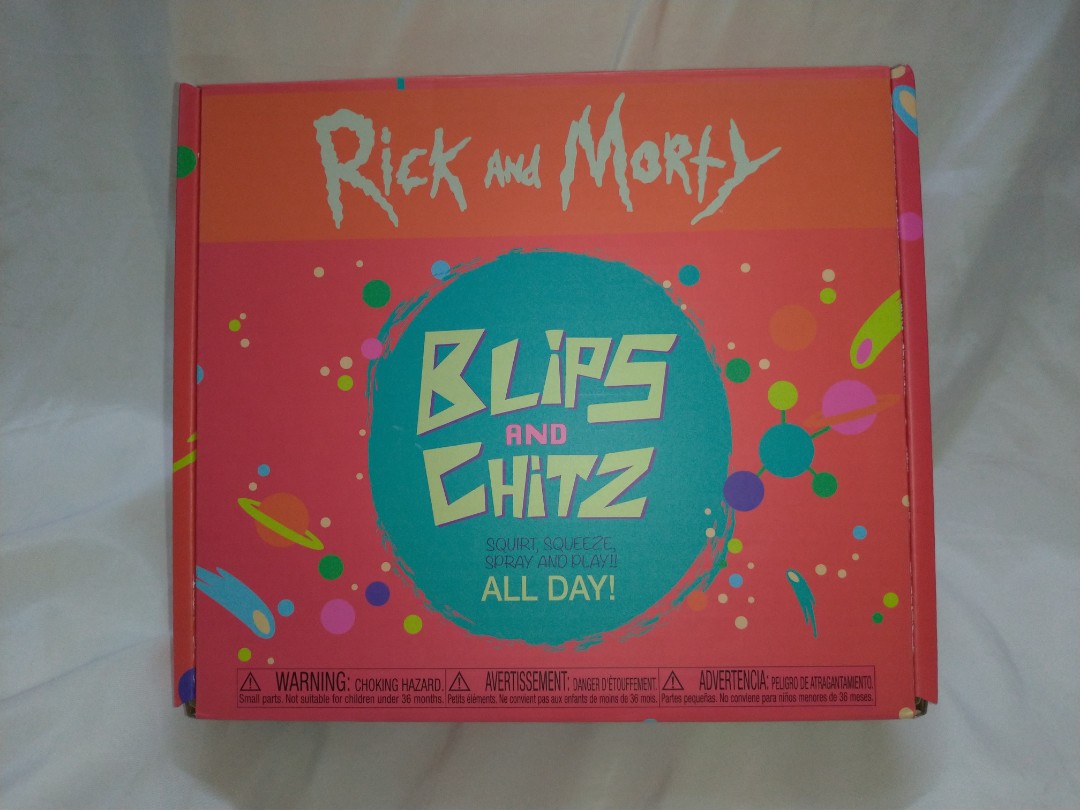 Rick and Morty
BLiPS
AND
CHiTZ
SQUIRT, SQUEEZE,
SPRAY AND PLAY!!
ALL DAY!
WARNING: CHOKING HAZARD.
Small parts. Not suitable for children under 36 months.
AVERTISSEMENT: DANGER D'ÉTOUFFEMENT.
Petits élements. Ne convient pas aux enfants de moins de 36 mois.
ADVERTENCIA: PELIGRO DE ATRAGANTAMIENTO.
Partes pequeñas. No conviene para niños menores de 36 meses.